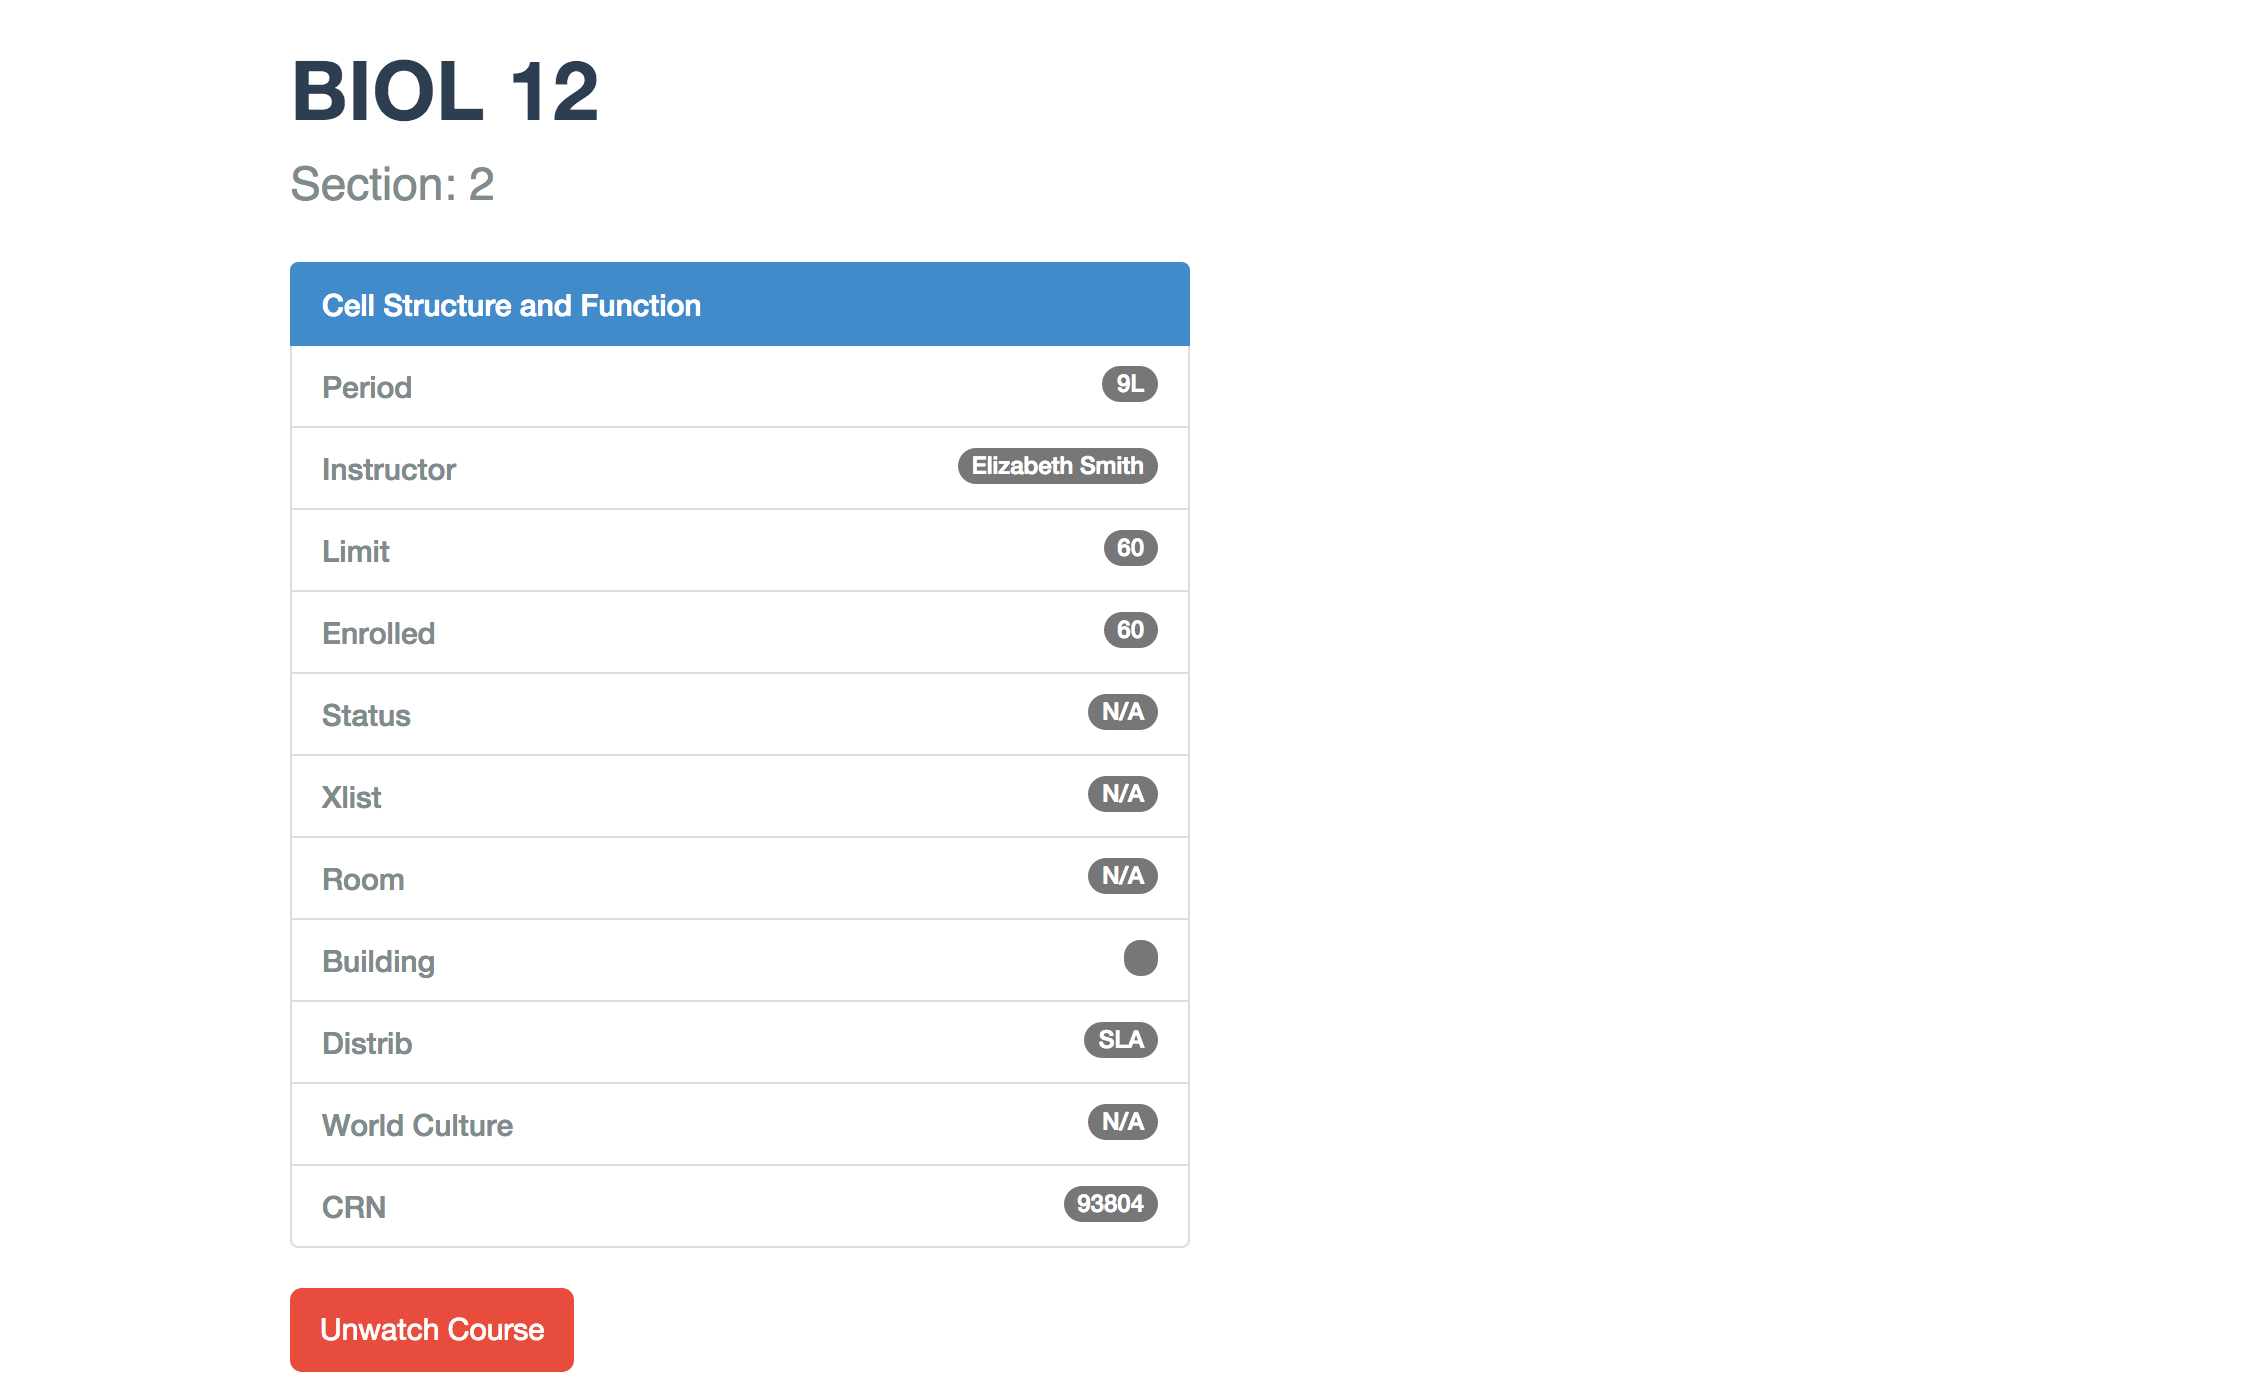 BIOL 12
Section: 2
Cell Structure and Function
Period 9L
Instructor Elizabeth Smith
Limit 60
Enrolled 60
Status N/A
Xlist N/A
Room N/A
Building
Distrib SLA
World Culture N/A
CRN 93804
Unwatch Course